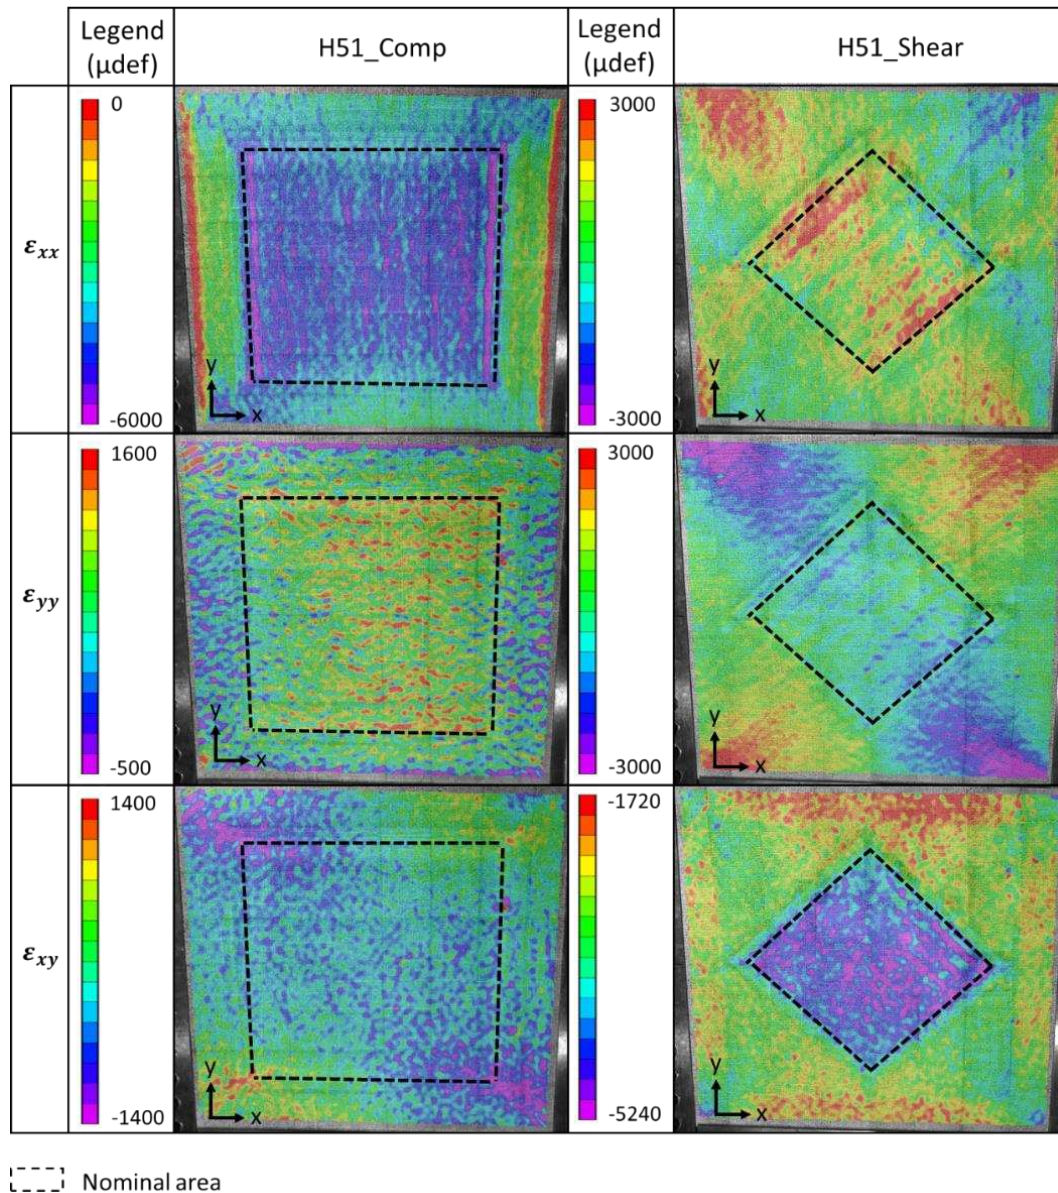 Legend
(μdef)
H51_Comp
Legend
(μdef)
H51_Shear
εxx
0
-6000
y
x
3000
-3000
y
x
εyy
1600
-500
y
x
3000
-3000
y
x
εxy
1400
-1400
y
x
-1720
-5240
y
x
Nominal area